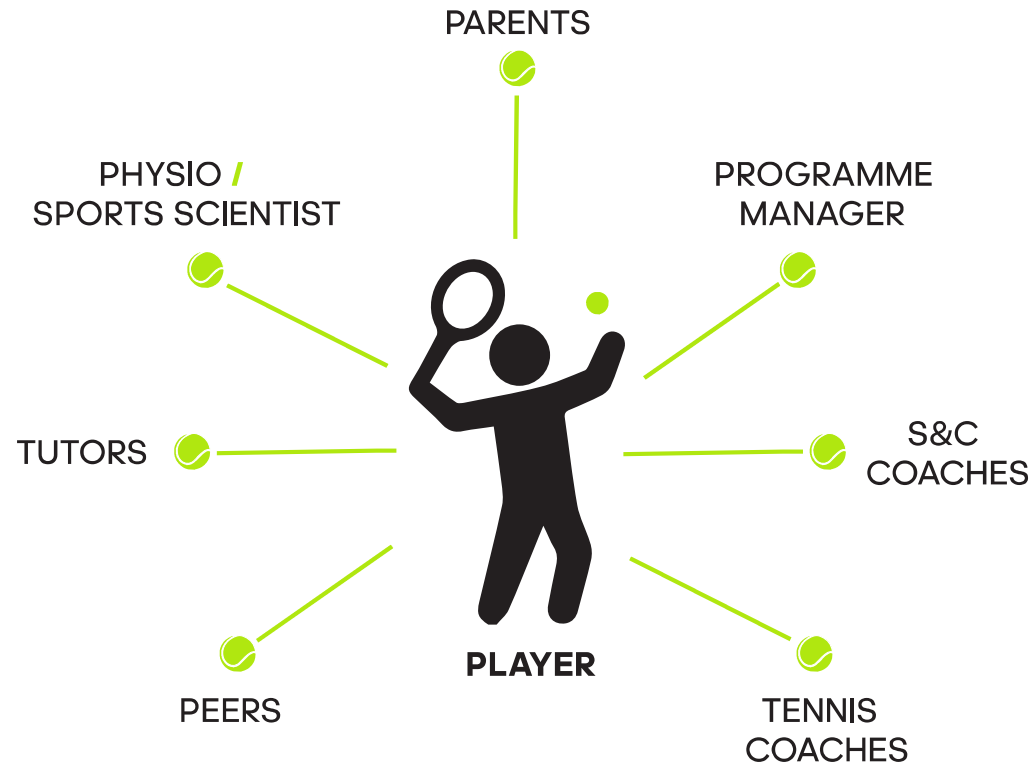 PARENTS
PHYSIO /
SPORTS SCIENTIST
PROGRAMME
MANAGER
TUTORS
S&C
COACHES
PLAYER
PEERS
TENNIS
COACHES